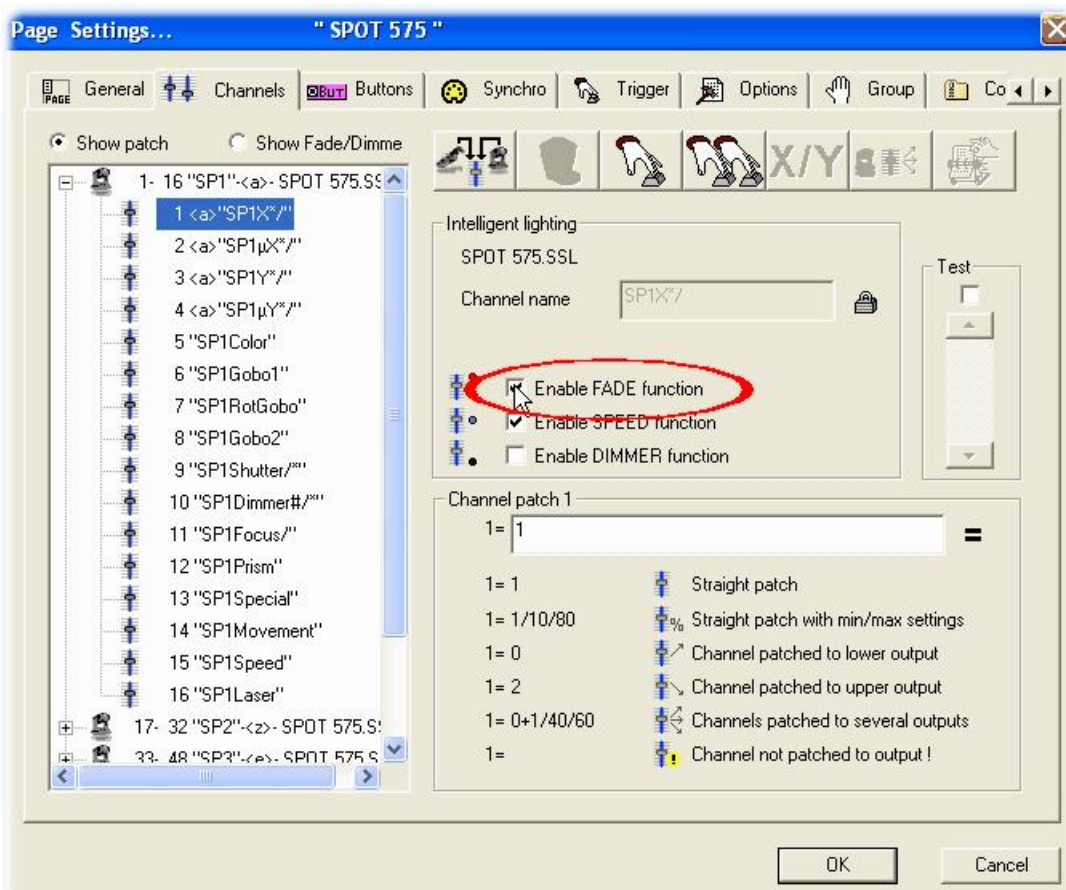 Page Settings... " SPOT 575 "
PAGE General Channels BUT Buttons Synchro Trigger Options Group Co
Show patch Show Fade/Dimme
1- 16 "SP1"-<a>- SPOT 575.SS
1 <a>"SP1X*/"
2 <a>"SP1µX*/"
3 <a>"SP1Y*/"
4 <a>"SP1µY*/"
5 "SP1Color"
6 "SP1Gobo1"
7 "SP1RotGobo"
8 "SP1Gobo2"
9 "SP1Shutter/*"
10 "SP1Dimmer#/*"
11 "SP1Focus/"
12 "SP1Prism"
13 "SP1Special"
14 "SP1Movement"
15 "SP1Speed"
16 "SP1Laser"
17- 32 "SP2"-<z>- SPOT 575.S
33- 48 "SP3"-<e>- SPOT 575.S
X/Y
Intelligent lighting
SPOT 575.SSL
Channel name SP1X*/
Enable FADE function
Enable SPEED function
Enable DIMMER function
Test
Channel patch 1
1= 1 =
1= 1 Straight patch
1= 1/10/80 % Straight patch with min/max settings
1= 0 Channel patched to lower output
1= 2 Channel patched to upper output
1= 0+1/40/60 Channels patched to several outputs
1= Channel not patched to output !
OK Cancel